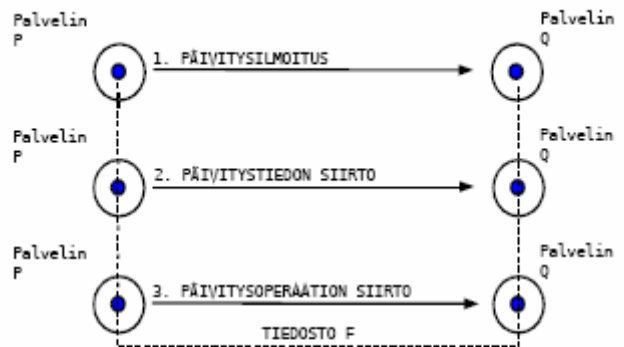 Palvelin
P
Palvelin
Q
1. PÄIVITYSILMOITUS
Palvelin
P
Palvelin
Q
2. PÄIVITYSTIEDON SIIRTO
Palvelin
P
Palvelin
Q
3. PÄIVITYSOPERAATION SIIRTO
TIEDOSTO F